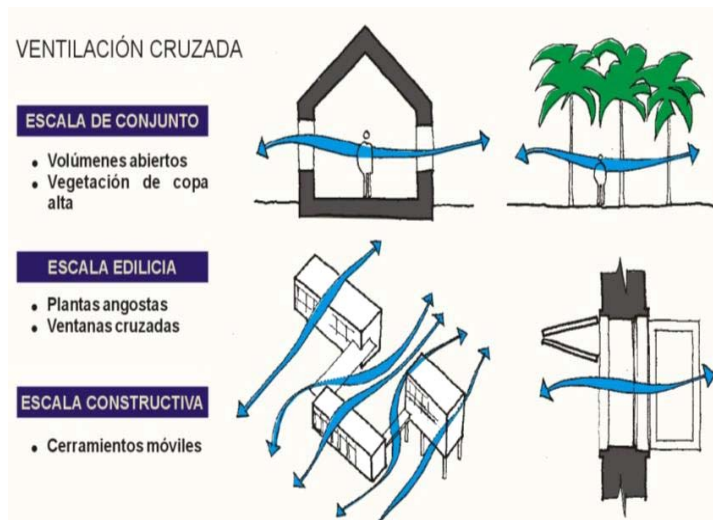 VENTILACIÓN CRUZADA
ESCALA DE CONJUNTO
• Volúmenes abiertos
• Vegetación de copa
alta
ESCALA EDILICIA
• Plantas angostas
• Ventanas cruzadas
ESCALA CONSTRUCTIVA
• Cerramientos móviles